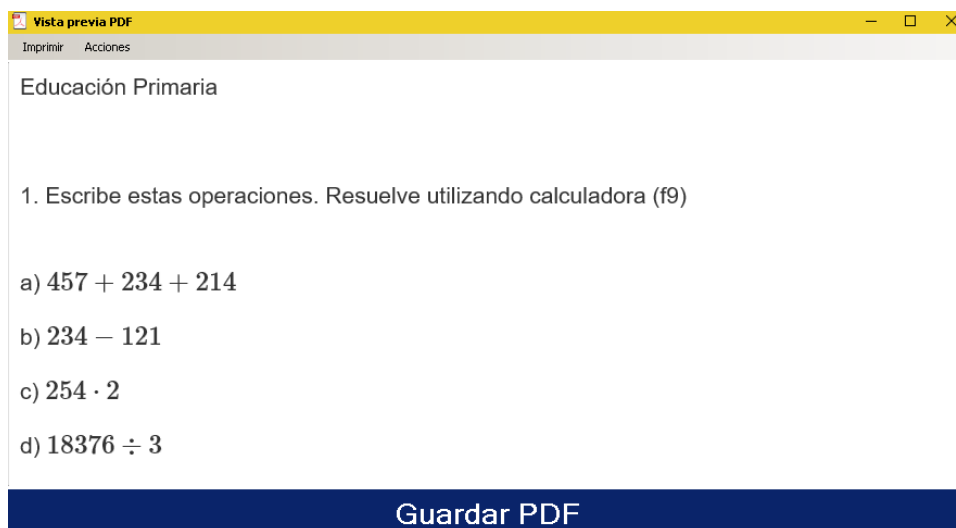 Vista previa PDF
Imprimir Acciones
Educación Primaria
1. Escribe estas operaciones. Resuelve utilizando calculadora (f9)
a) 457 + 234 + 214
b) 234 − 121
c) 254 · 2
d) 18376 ÷ 3
Guardar PDF